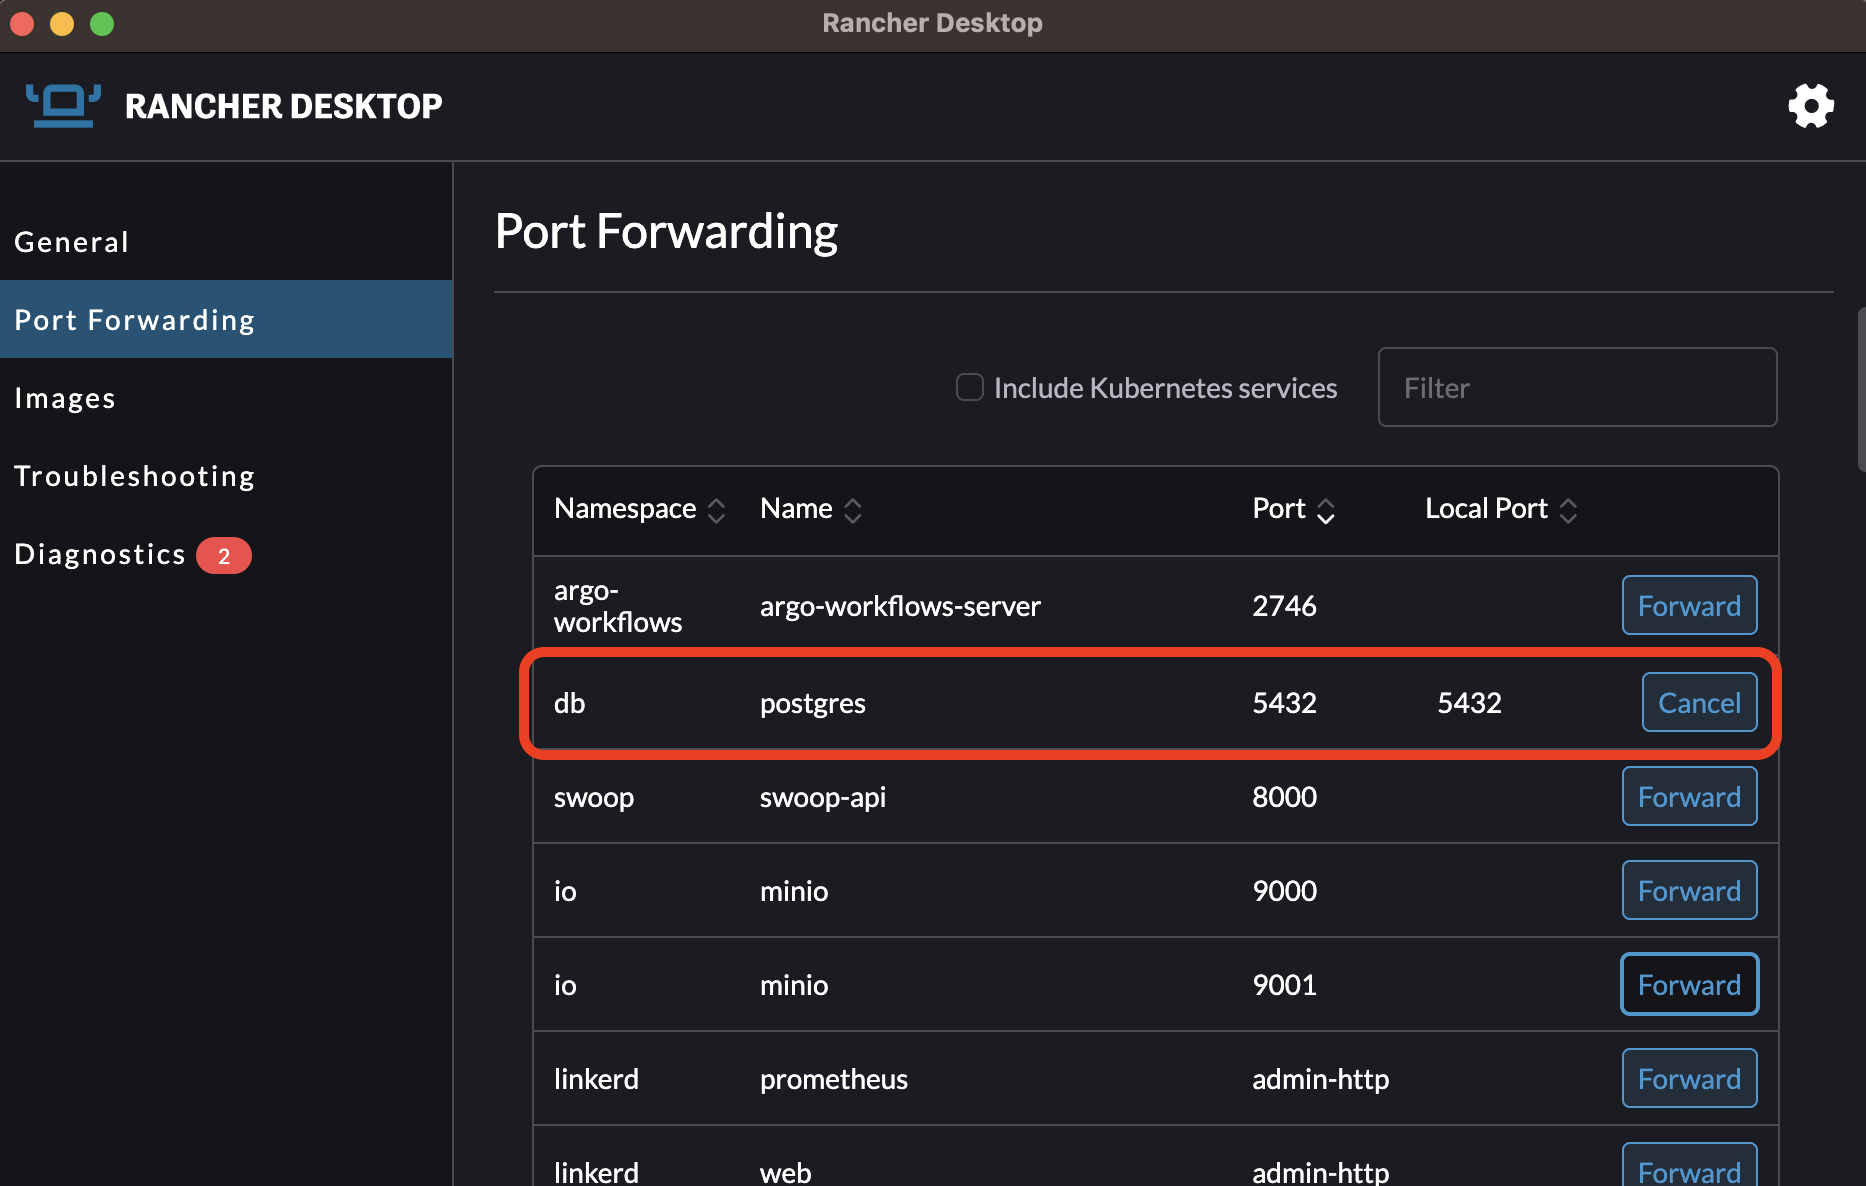 Rancher Desktop
RANCHER DESKTOP
General
Port Forwarding
Images
Troubleshooting
Diagnostics 2
Port Forwarding
Include Kubernetes services
Filter
Namespace Name Port Local Port
argo-
workflows argo-workflows-server 2746 Forward
db postgres 5432 5432 Cancel
swoop swoop-api 8000 Forward
io minio 9000 Forward
io minio 9001 Forward
linkerd prometheus admin-http Forward
linkerd web admin-http Forward